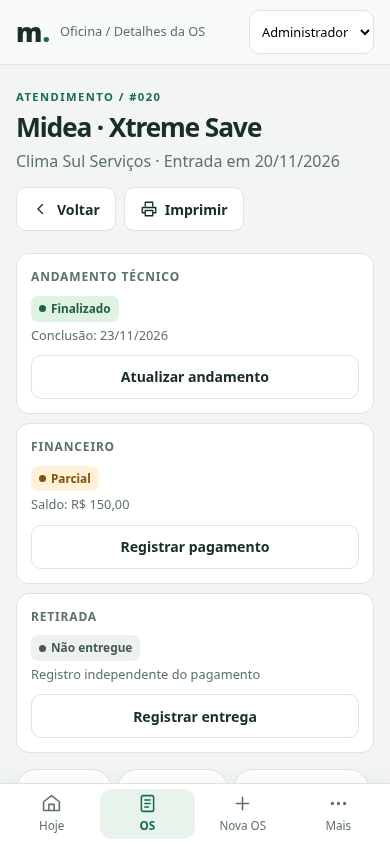 m.
Oficina / Detalhes da OS
Administrador
ATENDIMENTO / #020
Midea · Xtreme Save
Clima Sul Serviços · Entrada em 20/11/2026
Voltar
Imprimir
ANDAMENTO TÉCNICO
Finalizado
Conclusão: 23/11/2026
Atualizar andamento
FINANCEIRO
Parcial
Saldo: R$ 150,00
Registrar pagamento
RETIRADA
Não entregue
Registro independente do pagamento
Registrar entrega
Hoje
OS
Nova OS
Mais